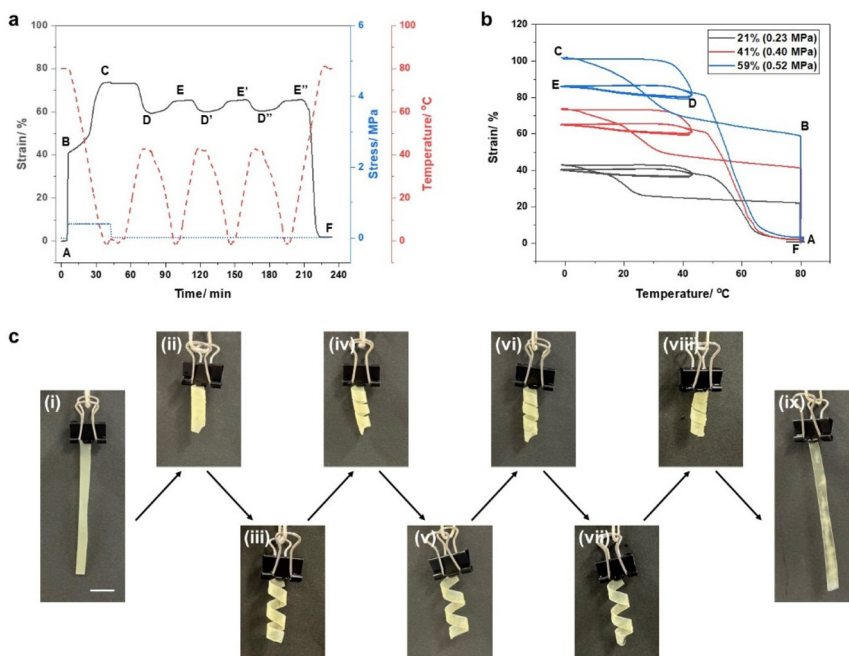 a
100
80
60
40
20
0
Strain/ %
0
30
60
90
120
150
180
210
240
Time/ min
6
4
2
0
Stress/ MPa
100
80
60
40
20
0
Temperature/ °C
A
B
C
D
E
D'
E'
D''
E''
F
b
120
100
80
60
40
20
0
Strain/ %
0
20
40
60
80
Temperature/ °C
21% (0.23 MPa)
41% (0.40 MPa)
59% (0.52 MPa)
C
E
D
B
A
F
c
(i)
(ii)
(iii)
(iv)
(v)
(vi)
(vii)
(viii)
(ix)